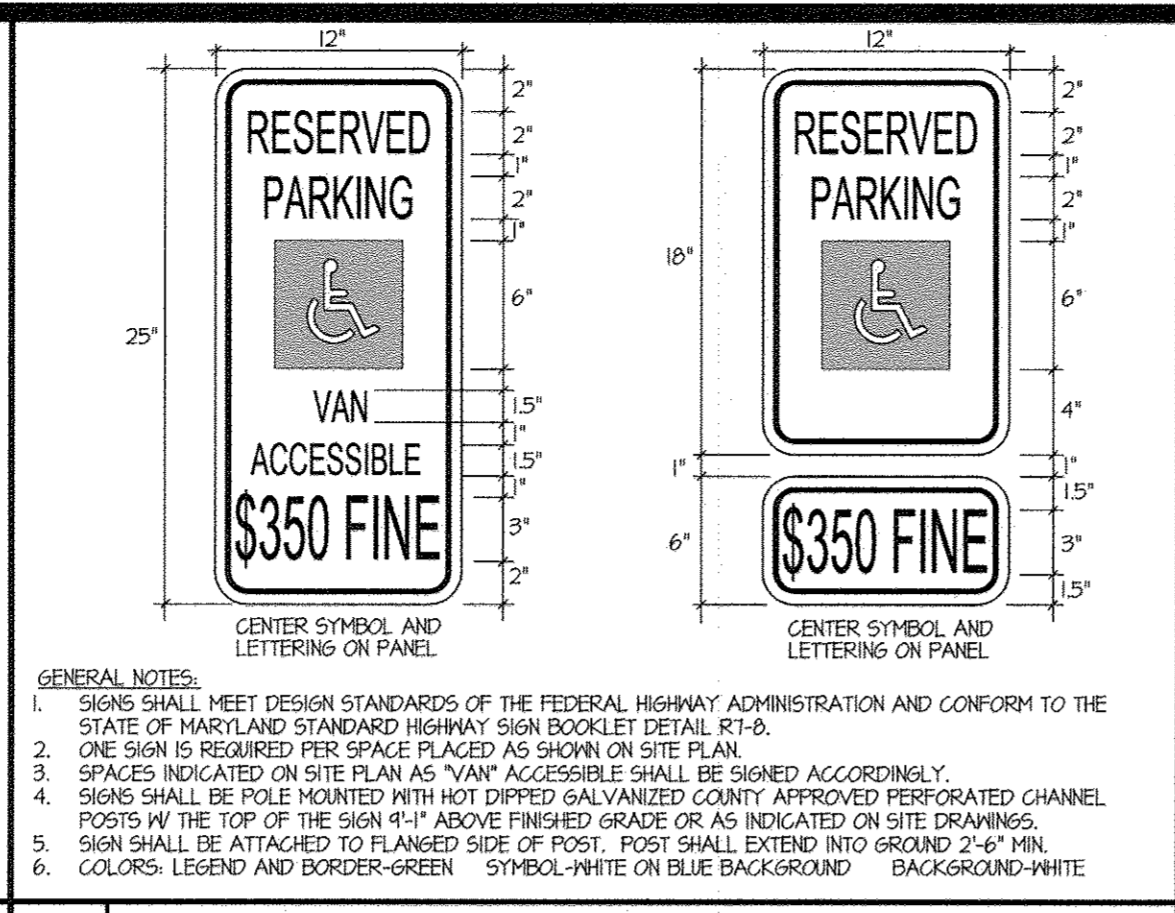 12"
RESERVED
PARKING
VAN
ACCESSIBLE
$350 FINE
25"
2"
2"
1"
2"
1"
6"
1.5"
1"
1.5"
1"
3"
2"
CENTER SYMBOL AND
LETTERING ON PANEL
12"
RESERVED
PARKING
$350 FINE
18"
1"
6"
2"
2"
1"
2"
1"
6"
4"
1"
1.5"
3"
1.5"
CENTER SYMBOL AND
LETTERING ON PANEL
GENERAL NOTES:
1. SIGNS SHALL MEET DESIGN STANDARDS OF THE FEDERAL HIGHWAY ADMINISTRATION AND CONFORM TO THE
STATE OF MARYLAND STANDARD HIGHWAY SIGN BOOKLET DETAIL R7-8.
2. ONE SIGN IS REQUIRED PER SPACE PLACED AS SHOWN ON SITE PLAN.
3. SPACES INDICATED ON SITE PLAN AS "VAN" ACCESSIBLE SHALL BE SIGNED ACCORDINGLY.
4. SIGNS SHALL BE POLE MOUNTED WITH HOT DIPPED GALVANIZED COUNTY APPROVED PERFORATED CHANNEL
POSTS W/ THE TOP OF THE SIGN 9'-1" ABOVE FINISHED GRADE OR AS INDICATED ON SITE DRAWINGS.
5. SIGN SHALL BE ATTACHED TO FLANGED SIDE OF POST. POST SHALL EXTEND INTO GROUND 2'-6" MIN.
6. COLORS: LEGEND AND BORDER-GREEN SYMBOL-WHITE ON BLUE BACKGROUND BACKGROUND-WHITE